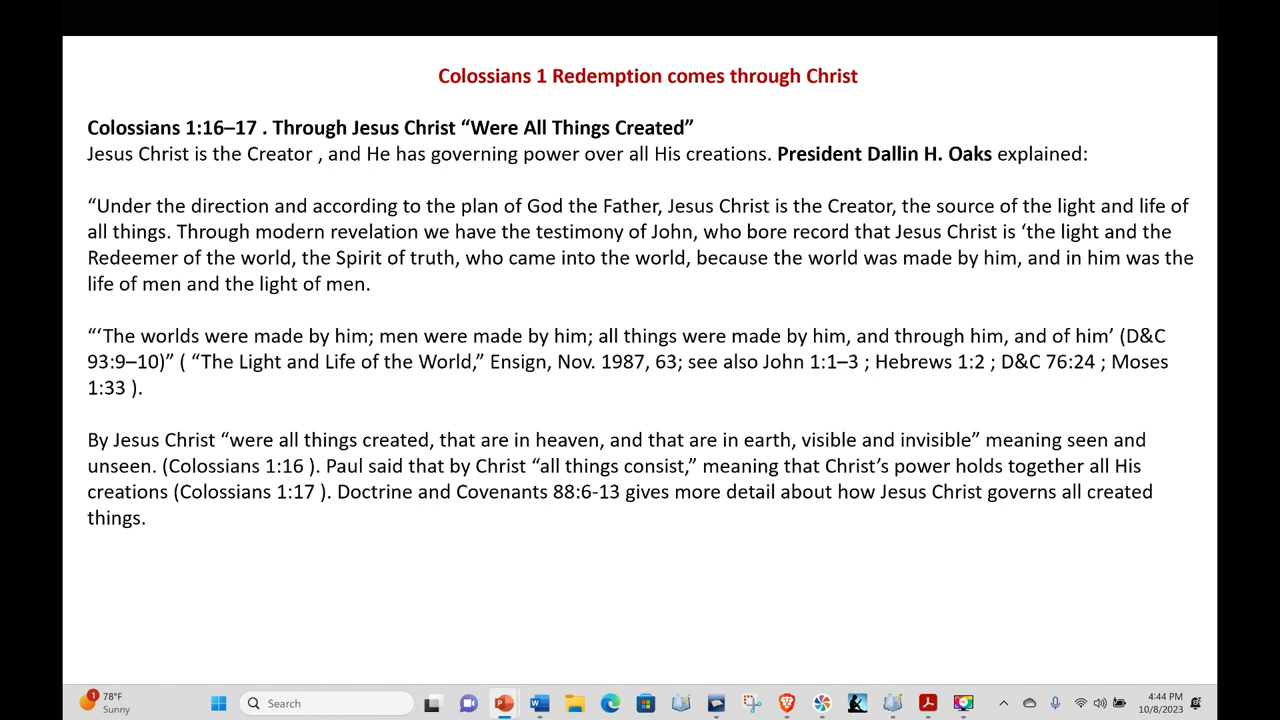 Colossians 1 Redemption comes through Christ
Colossians 1:16–17 . Through Jesus Christ “Were All Things Created”
Jesus Christ is the Creator , and He has governing power over all His creations. President Dallin H. Oaks explained:
“Under the direction and according to the plan of God the Father, Jesus Christ is the Creator, the source of the light and life of
all things. Through modern revelation we have the testimony of John, who bore record that Jesus Christ is ‘the light and the
Redeemer of the world, the Spirit of truth, who came into the world, because the world was made by him, and in him was the
life of men and the light of men.
“‘The worlds were made by him; men were made by him; all things were made by him, and through him, and of him’ (D&C
93:9–10)” ( “The Light and Life of the World,” Ensign, Nov. 1987, 63; see also John 1:1–3 ; Hebrews 1:2 ; D&C 76:24 ; Moses
1:33 ).
By Jesus Christ “were all things created, that are in heaven, and that are in earth, visible and invisible” meaning seen and
unseen. (Colossians 1:16 ). Paul said that by Christ “all things consist,” meaning that Christ’s power holds together all His
creations (Colossians 1:17 ). Doctrine and Covenants 88:6-13 gives more detail about how Jesus Christ governs all created
things.
1
78°F
Sunny
Search
4:44 PM
10/8/2023